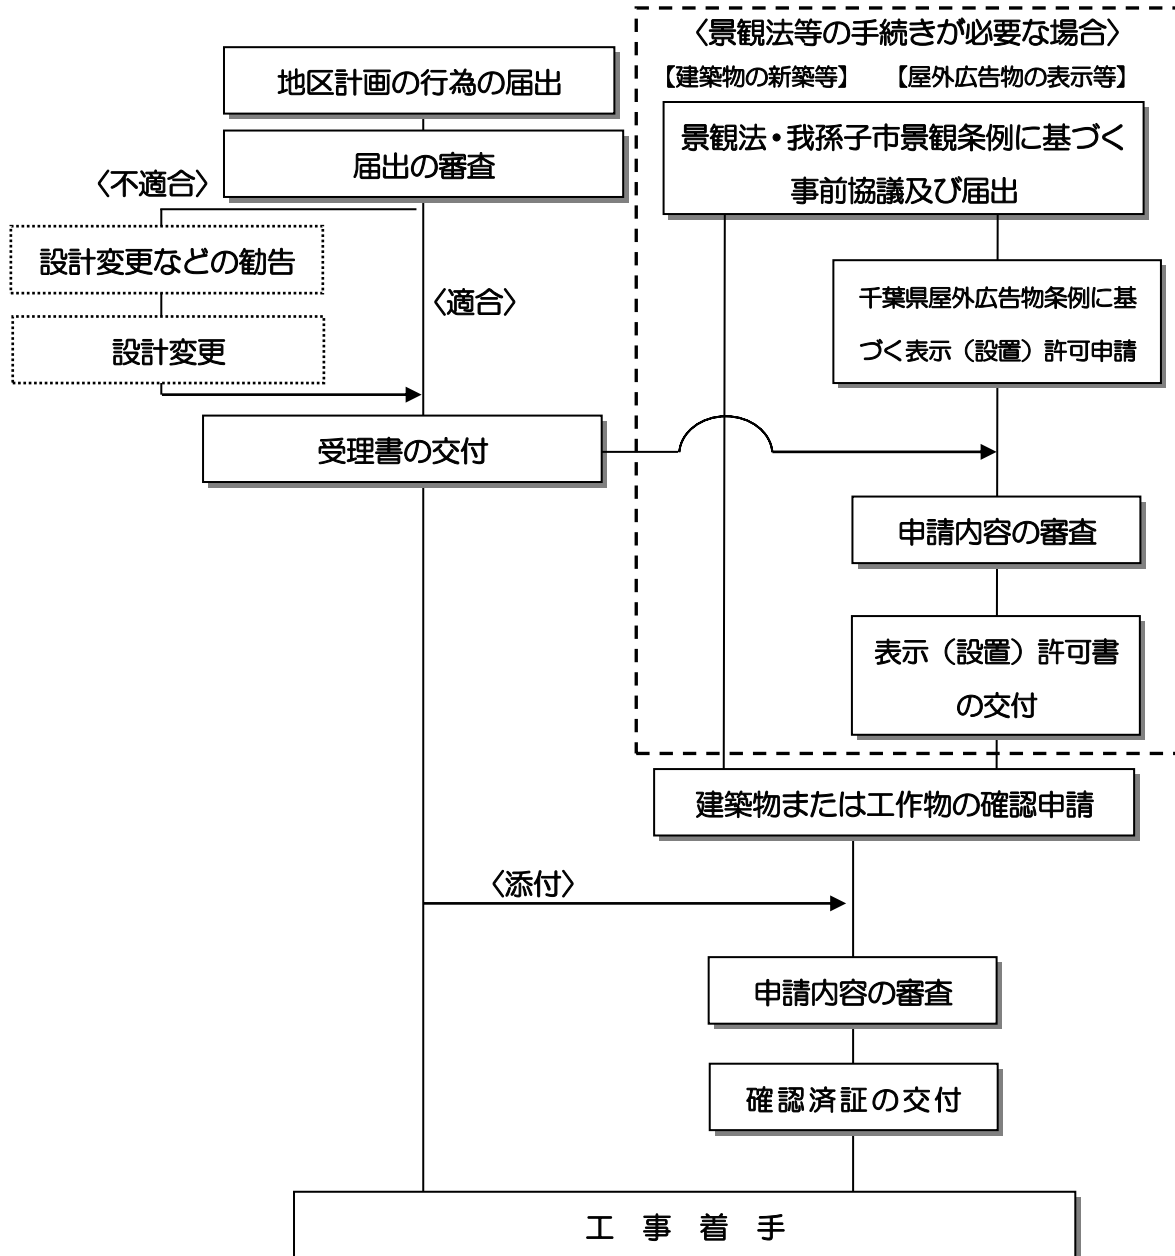 〈景観法等の手続きが必要な場合〉
【建築物の新築等】 【屋外広告物の表示等】
地区計画の行為の届出
景観法・我孫子市景観条例に基づく
事前協議及び届出
届出の審査
〈不適合〉
設計変更などの勧告
〈適合〉
千葉県屋外広告物条例に基
づく表示（設置）許可申請
設計変更
受理書の交付
申請内容の審査
表示（設置）許可書
の交付
建築物または工作物の確認申請
〈添付〉
申請内容の審査
確認済証の交付
工 事 着 手